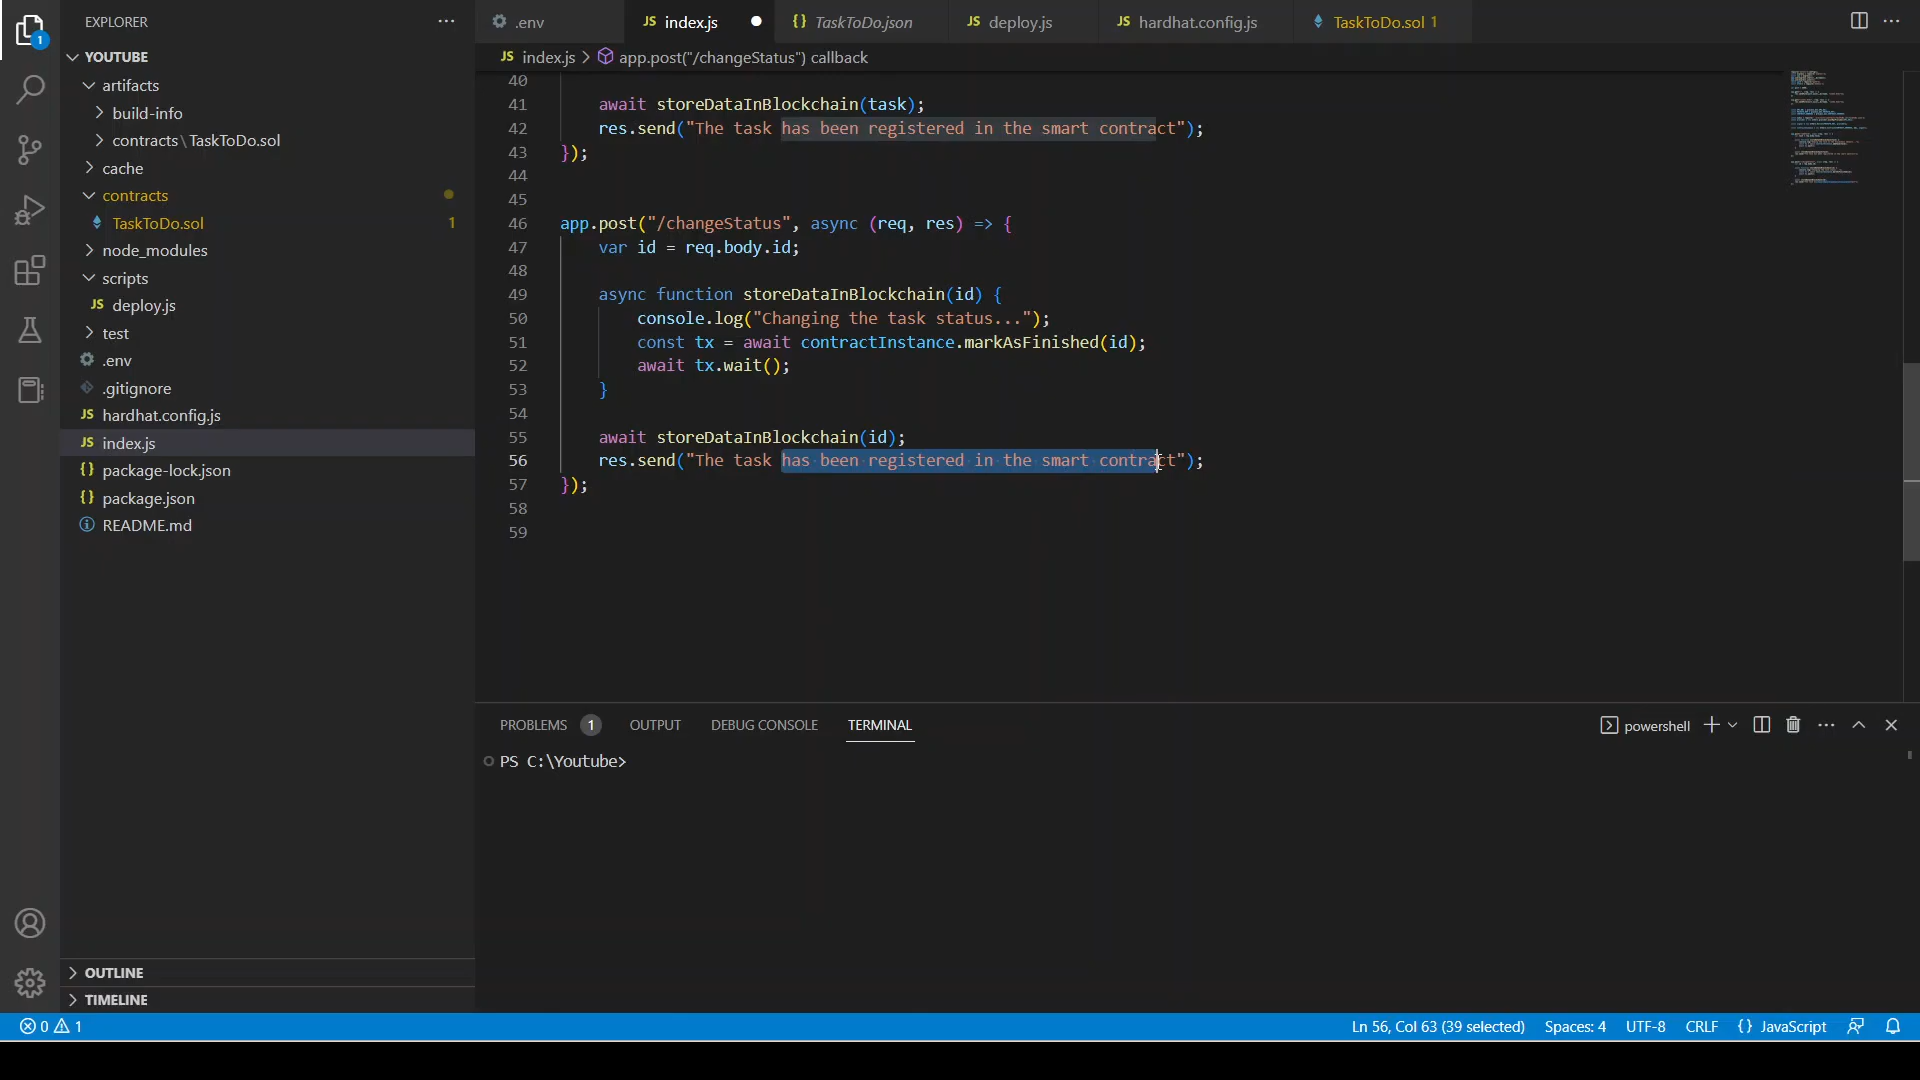 EXPLORER
.env
JS index.js
{} TaskToDo.json
JS deploy.js
JS hardhat.config.js
TaskToDo.sol 1
1
YOUTUBE
JS index.js > app.post("/changeStatus") callback
artifacts
build-info
contracts\TaskToDo.sol
cache
contracts
TaskToDo.sol 1
node_modules
scripts
JS deploy.js
test
.env
.gitignore
JS hardhat.config.js
JS index.js
{} package-lock.json
{} package.json
README.md
OUTLINE
TIMELINE
40
41 await storeDataInBlockchain(task);
42 res.send("The task has been registered in the smart contract");
43 });
44
45
46 app.post("/changeStatus", async (req, res) => {
47 var id = req.body.id;
48
49 async function storeDataInBlockchain(id) {
50 console.log("Changing the task status...");
51 const tx = await contractInstance.markAsFinished(id);
52 await tx.wait();
53 }
54
55 await storeDataInBlockchain(id);
56 res.send("The task has been registered in the smart contract");
57 });
58
59
PROBLEMS 1 OUTPUT DEBUG CONSOLE TERMINAL
powershell
PS C:\Youtube>
0 1
Ln 56, Col 63 (39 selected) Spaces: 4 UTF-8 CRLF {} JavaScript